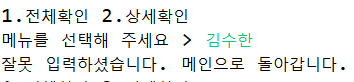 1.전체확인 2.상세확인
메뉴를 선택해 주세요 > 김수한
잘못 입력하셨습니다. 메인으로 돌아갑니다.